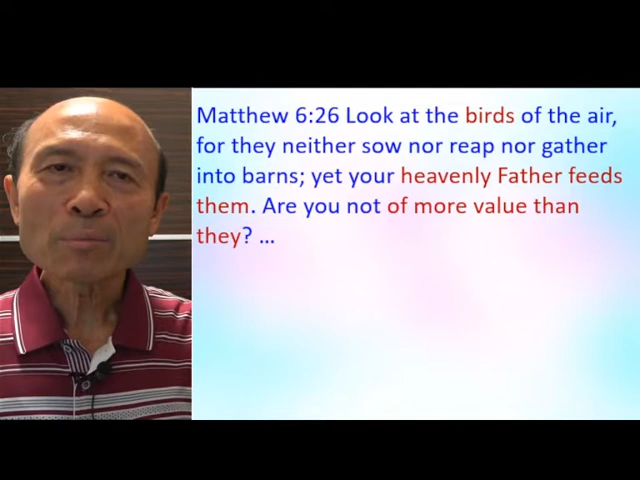 Matthew 6:26 Look at the birds of the air,
for they neither sow nor reap nor gather
into barns; yet your heavenly Father feeds
them. Are you not of more value than
they? ...